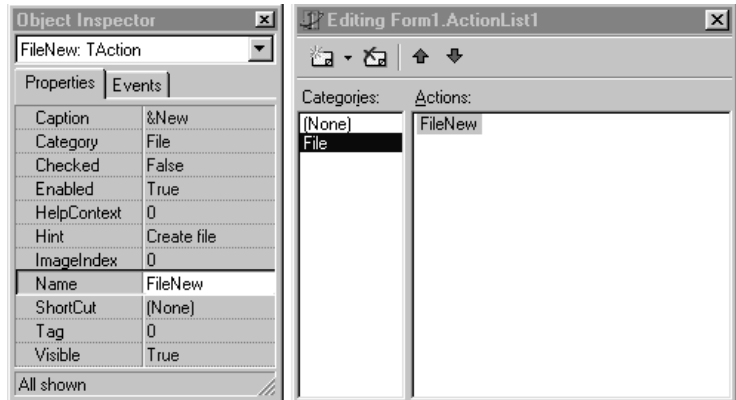 Object Inspector
FileNew: TAction
Properties Events
Caption &New
Category File
Checked False
Enabled True
HelpContext 0
Hint Create file
ImageIndex 0
Name FileNew
ShortCut (None)
Tag 0
Visible True
All shown
Editing Form1.ActionList1
Categories: Actions:
(None) FileNew
File